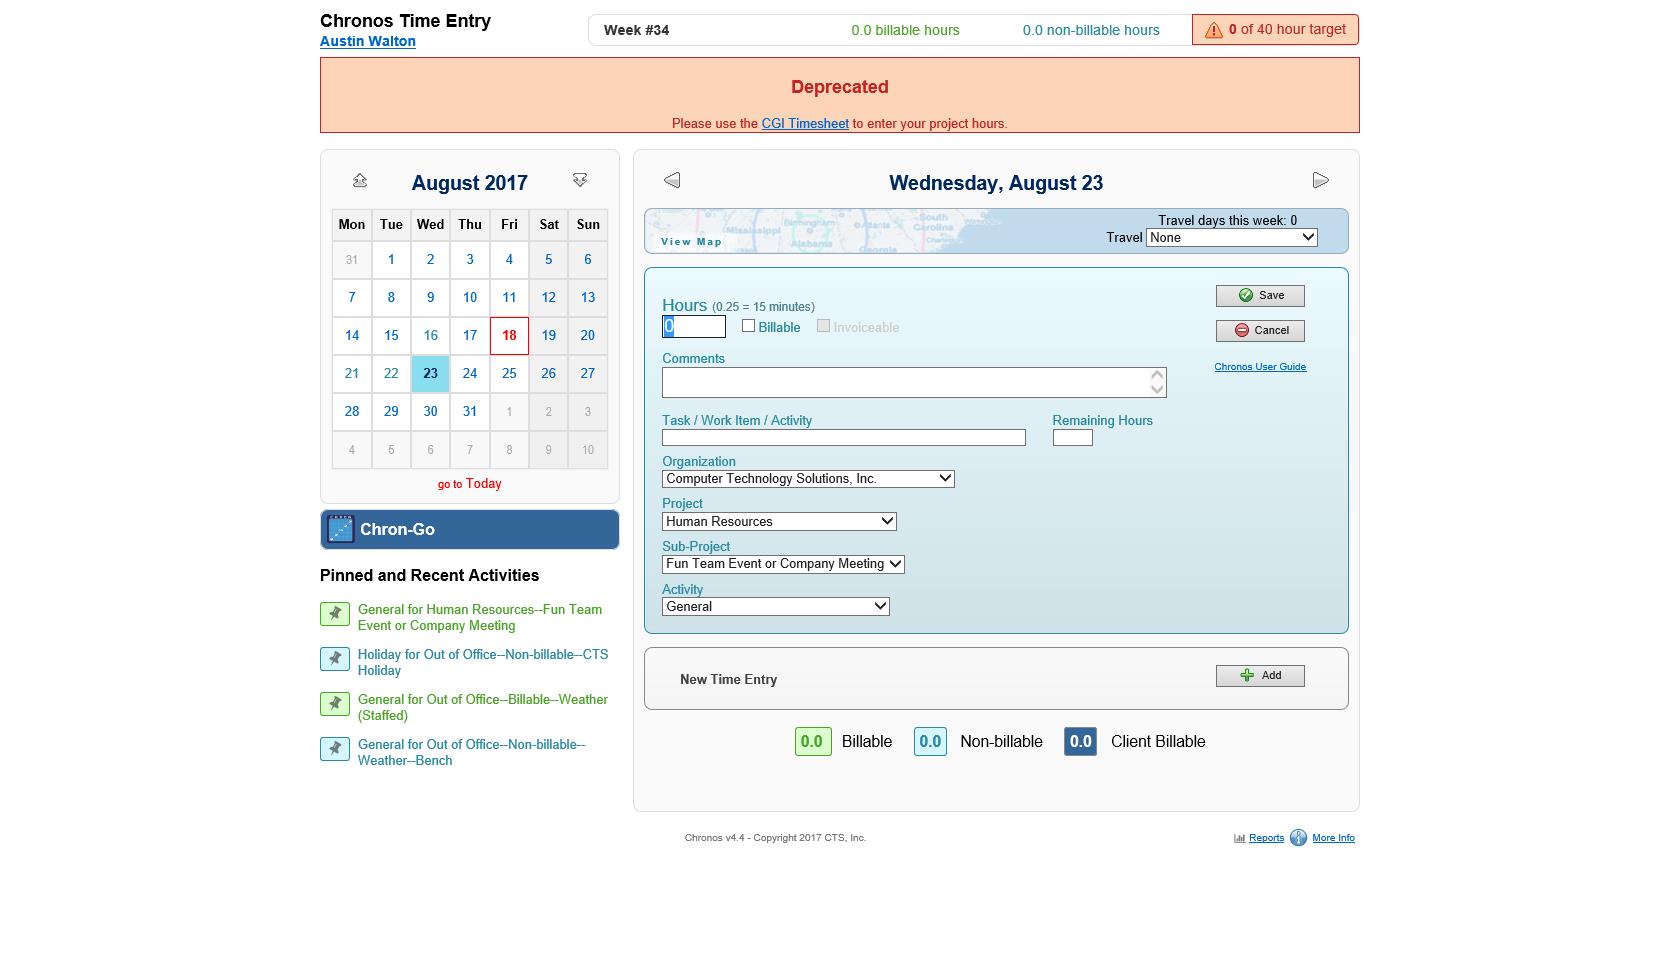 Chronos Time Entry
Austin Walton
Week #34 0.0 billable hours 0.0 non-billable hours 0 of 40 hour target
Deprecated
Please use the CGI Timesheet to enter your project hours.
August 2017
Mon Tue Wed Thu Fri Sat Sun
31 1 2 3 4 5 6
7 8 9 10 11 12 13
14 15 16 17 18 19 20
21 22 23 24 25 26 27
28 29 30 31 1 2 3
4 5 6 7 8 9 10
go to Today
Chron-Go
Pinned and Recent Activities
General for Human Resources--Fun Team
Event or Company Meeting
Holiday for Out of Office--Non-billable--CTS
Holiday
General for Out of Office--Billable--Weather
(Staffed)
General for Out of Office--Non-billable--
Weather--Bench
Wednesday, August 23
Mississippi
Birmingham
Alabama
Atlanta
Georgia
South
Carolina
View Map
Travel days this week: 0
Travel None
Hours (0.25 = 15 minutes)
0 Billable Invoiceable
Save
Cancel
Chronos User Guide
Comments
Task / Work Item / Activity Remaining Hours
Organization
Computer Technology Solutions, Inc.
Project
Human Resources
Sub-Project
Fun Team Event or Company Meeting
Activity
General
New Time Entry Add
0.0 Billable 0.0 Non-billable 0.0 Client Billable
Chronos v4.4 - Copyright 2017 CTS, Inc. Reports More Info